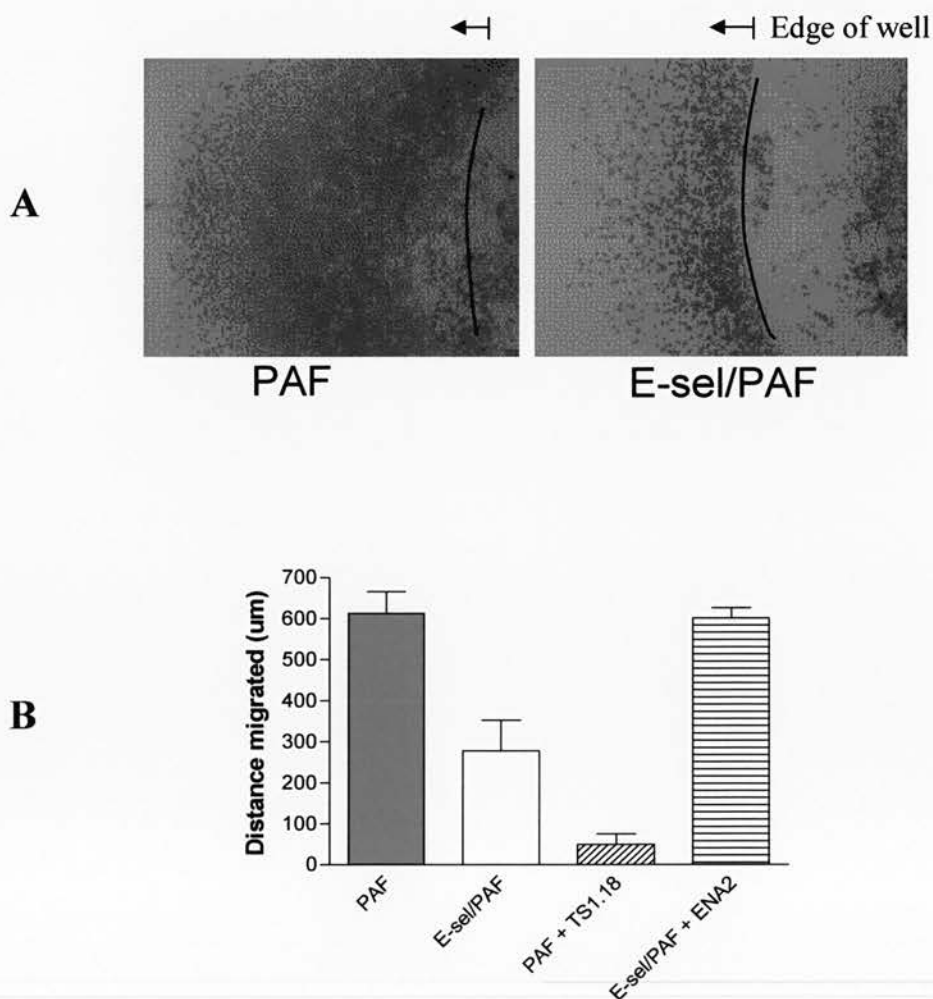 Edge of well
A
PAF
E-sel/PAF
B
Distance migrated (um)
700
600
500
400
300
200
100
0
PAF
E-sel/PAF
PAF + TS1.18
E-sel/PAF + ENA2